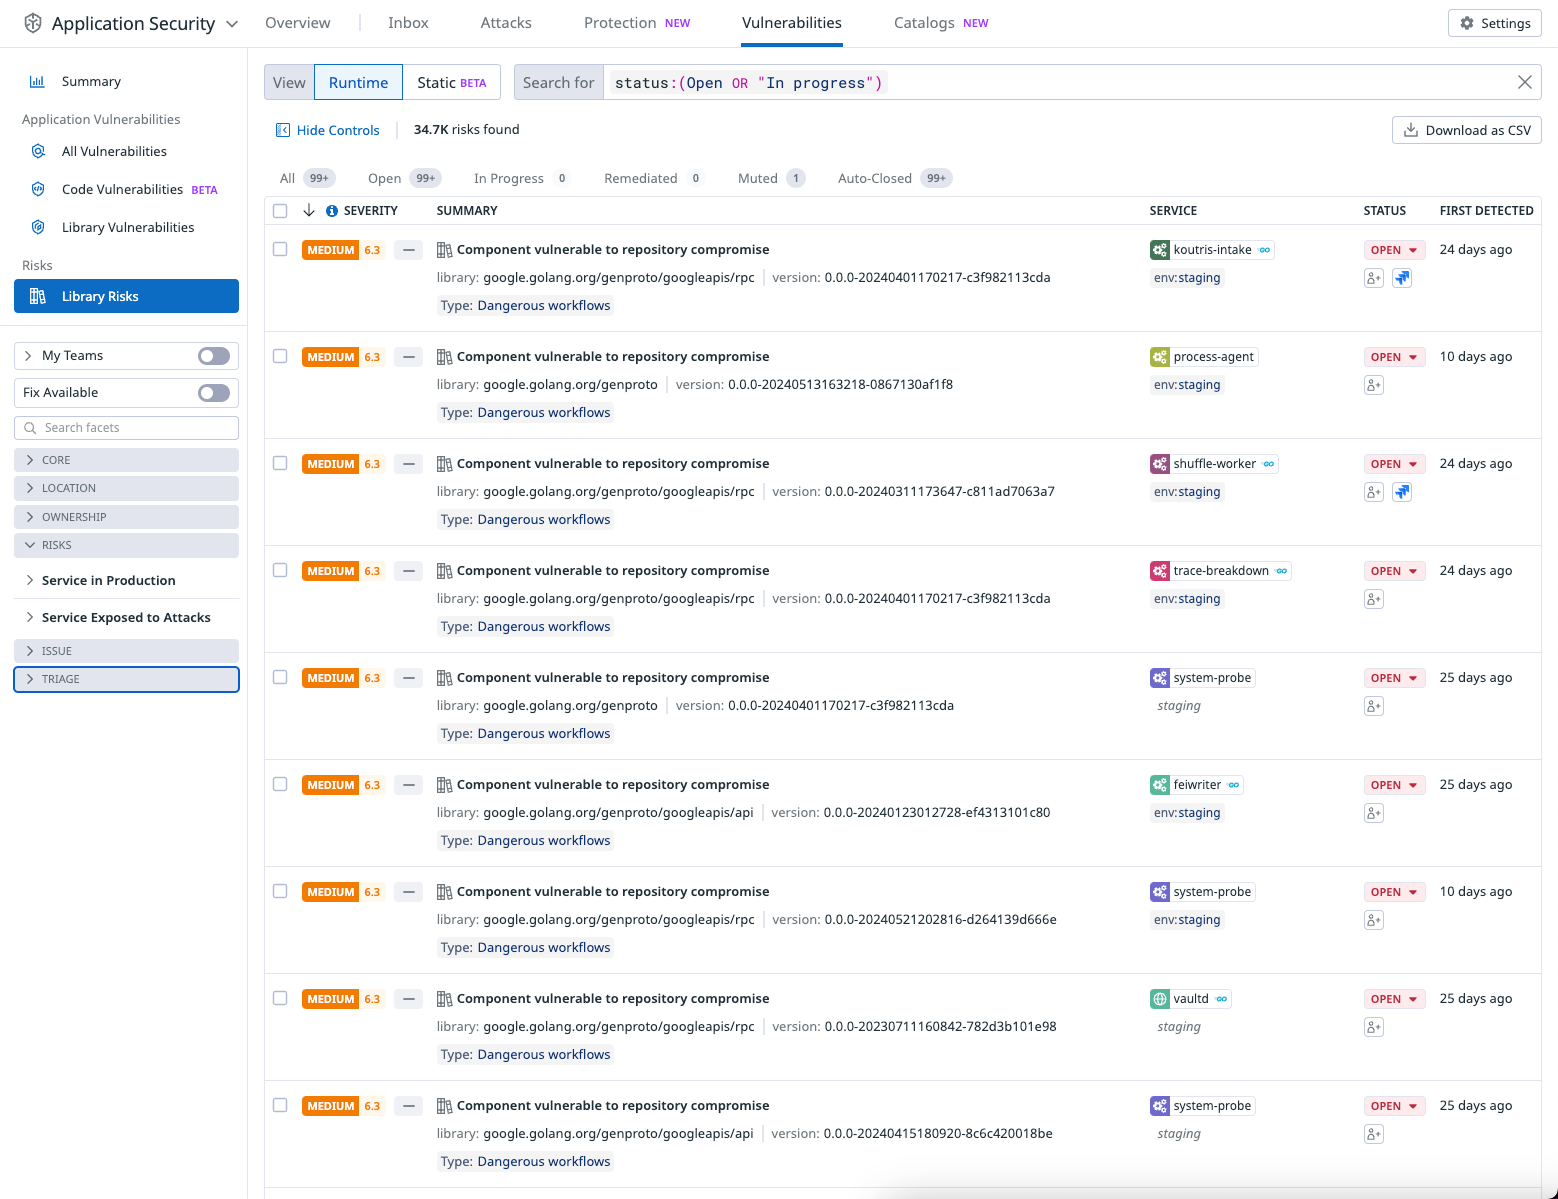 Application Security
Overview
Inbox
Attacks
Protection NEW
Vulnerabilities
Catalogs NEW
Settings
Summary
Application Vulnerabilities
All Vulnerabilities
Code Vulnerabilities BETA
Library Vulnerabilities
Risks
Library Risks
My Teams
Fix Available
Search facets
CORE
LOCATION
OWNERSHIP
RISKS
Service in Production
Service Exposed to Attacks
ISSUE
TRIAGE
View Runtime Static BETA
Search for status:(Open OR "In progress")
Hide Controls 34.7K risks found
Download as CSV
All 99+ Open 99+ In Progress 0 Remediated 0 Muted 1 Auto-Closed 99+
SEVERITY SUMMARY SERVICE STATUS FIRST DETECTED
MEDIUM 6.3 — Component vulnerable to repository compromise koutris-intake OPEN 24 days ago
library: google.golang.org/genproto/googleapis/rpc version: 0.0.0-20240401170217-c3f982113cda env:staging
Type: Dangerous workflows
MEDIUM 6.3 — Component vulnerable to repository compromise process-agent OPEN 10 days ago
library: google.golang.org/genproto version: 0.0.0-20240513163218-0867130af1f8 env:staging
Type: Dangerous workflows
MEDIUM 6.3 — Component vulnerable to repository compromise shuffle-worker OPEN 24 days ago
library: google.golang.org/genproto/googleapis/rpc version: 0.0.0-20240311173647-c811ad7063a7 env:staging
Type: Dangerous workflows
MEDIUM 6.3 — Component vulnerable to repository compromise trace-breakdown OPEN 24 days ago
library: google.golang.org/genproto/googleapis/rpc version: 0.0.0-20240401170217-c3f982113cda env:staging
Type: Dangerous workflows
MEDIUM 6.3 — Component vulnerable to repository compromise system-probe OPEN 25 days ago
library: google.golang.org/genproto version: 0.0.0-20240401170217-c3f982113cda staging
Type: Dangerous workflows
MEDIUM 6.3 — Component vulnerable to repository compromise feiwriter OPEN 25 days ago
library: google.golang.org/genproto/googleapis/api version: 0.0.0-20240123012728-ef4313101c80 env:staging
Type: Dangerous workflows
MEDIUM 6.3 — Component vulnerable to repository compromise system-probe OPEN 10 days ago
library: google.golang.org/genproto/googleapis/rpc version: 0.0.0-20240521202816-d264139d666e env:staging
Type: Dangerous workflows
MEDIUM 6.3 — Component vulnerable to repository compromise vaultd OPEN 25 days ago
library: google.golang.org/genproto/googleapis/rpc version: 0.0.0-20230711160842-782d3b101e98 staging
Type: Dangerous workflows
MEDIUM 6.3 — Component vulnerable to repository compromise system-probe OPEN 25 days ago
library: google.golang.org/genproto/googleapis/api version: 0.0.0-20240415180920-8c6c420018be staging
Type: Dangerous workflows